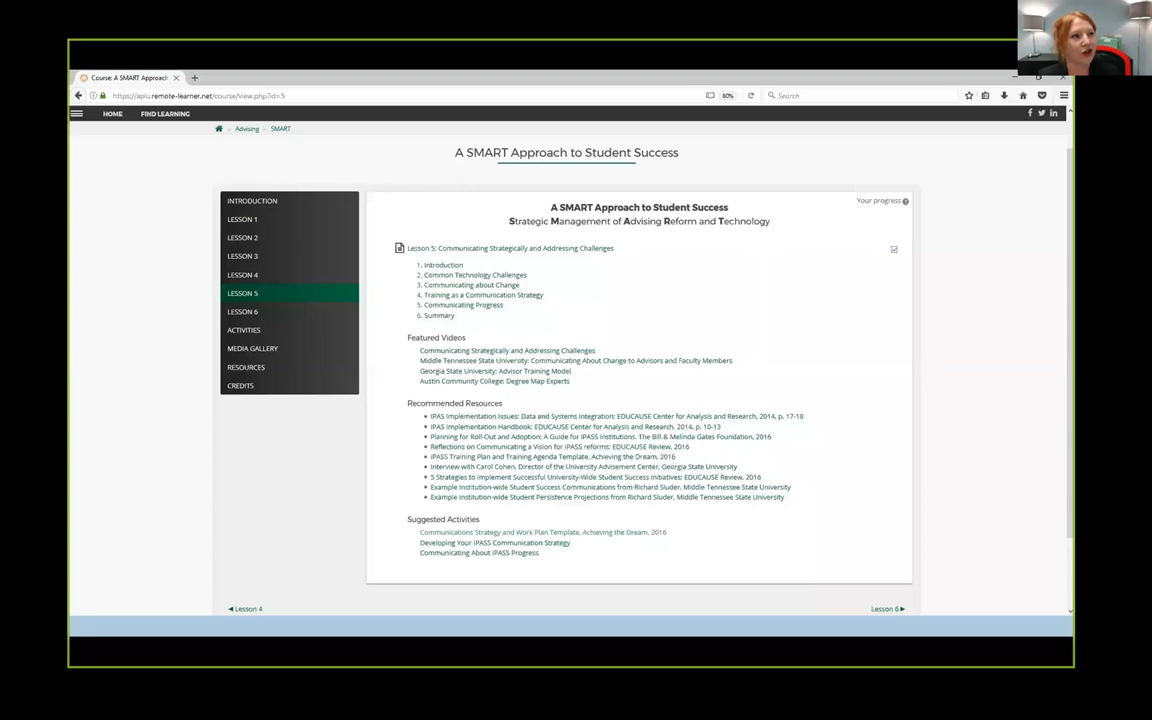 Course: A SMART Approach
https://aplu.remote-learner.net/course/view.php?id=5
80%
Search
HOME
FIND LEARNING
Advising
SMART
A SMART Approach to Student Success
INTRODUCTION
LESSON 1
LESSON 2
LESSON 3
LESSON 4
LESSON 5
LESSON 6
ACTIVITIES
MEDIA GALLERY
RESOURCES
CREDITS
Your progress
A SMART Approach to Student Success
Strategic Management of Advising Reform and Technology
Lesson 5: Communicating Strategically and Addressing Challenges
1. Introduction
2. Common Technology Challenges
3. Communicating about Change
4. Training as a Communication Strategy
5. Communicating Progress
6. Summary
Featured Videos
Communicating Strategically and Addressing Challenges
Middle Tennessee State University: Communicating About Change to Advisors and Faculty Members
Georgia State University: Advisor Training Model
Austin Community College: Degree Map Experts
Recommended Resources
IPAS Implementation Issues: Data and Systems Integration: EDUCAUSE Center for Analysis and Research, 2014, p. 17-18
IPAS Implementation Handbook: EDUCAUSE Center for Analysis and Research, 2014, p. 10-13
Planning for Roll-Out and Adoption: A Guide for iPASS Institutions. The Bill & Melinda Gates Foundation, 2016
Reflections on Communicating a Vision for iPASS reforms: EDUCAUSE Review, 2016
iPASS Training Plan and Training Agenda Template, Achieving the Dream, 2016
Interview with Carol Cohen, Director of the University Advisement Center, Georgia State University
5 Strategies to Implement Successful University-Wide Student Success Initiatives: EDUCAUSE Review, 2016
Example Institution-wide Student Success Communications from Richard Sluder, Middle Tennessee State University
Example Institution-wide Student Persistence Projections from Richard Sluder, Middle Tennessee State University
Suggested Activities
Communications Strategy and Work Plan Template, Achieving the Dream, 2016
Developing Your iPASS Communication Strategy
Communicating About iPASS Progress
Lesson 4
Lesson 6